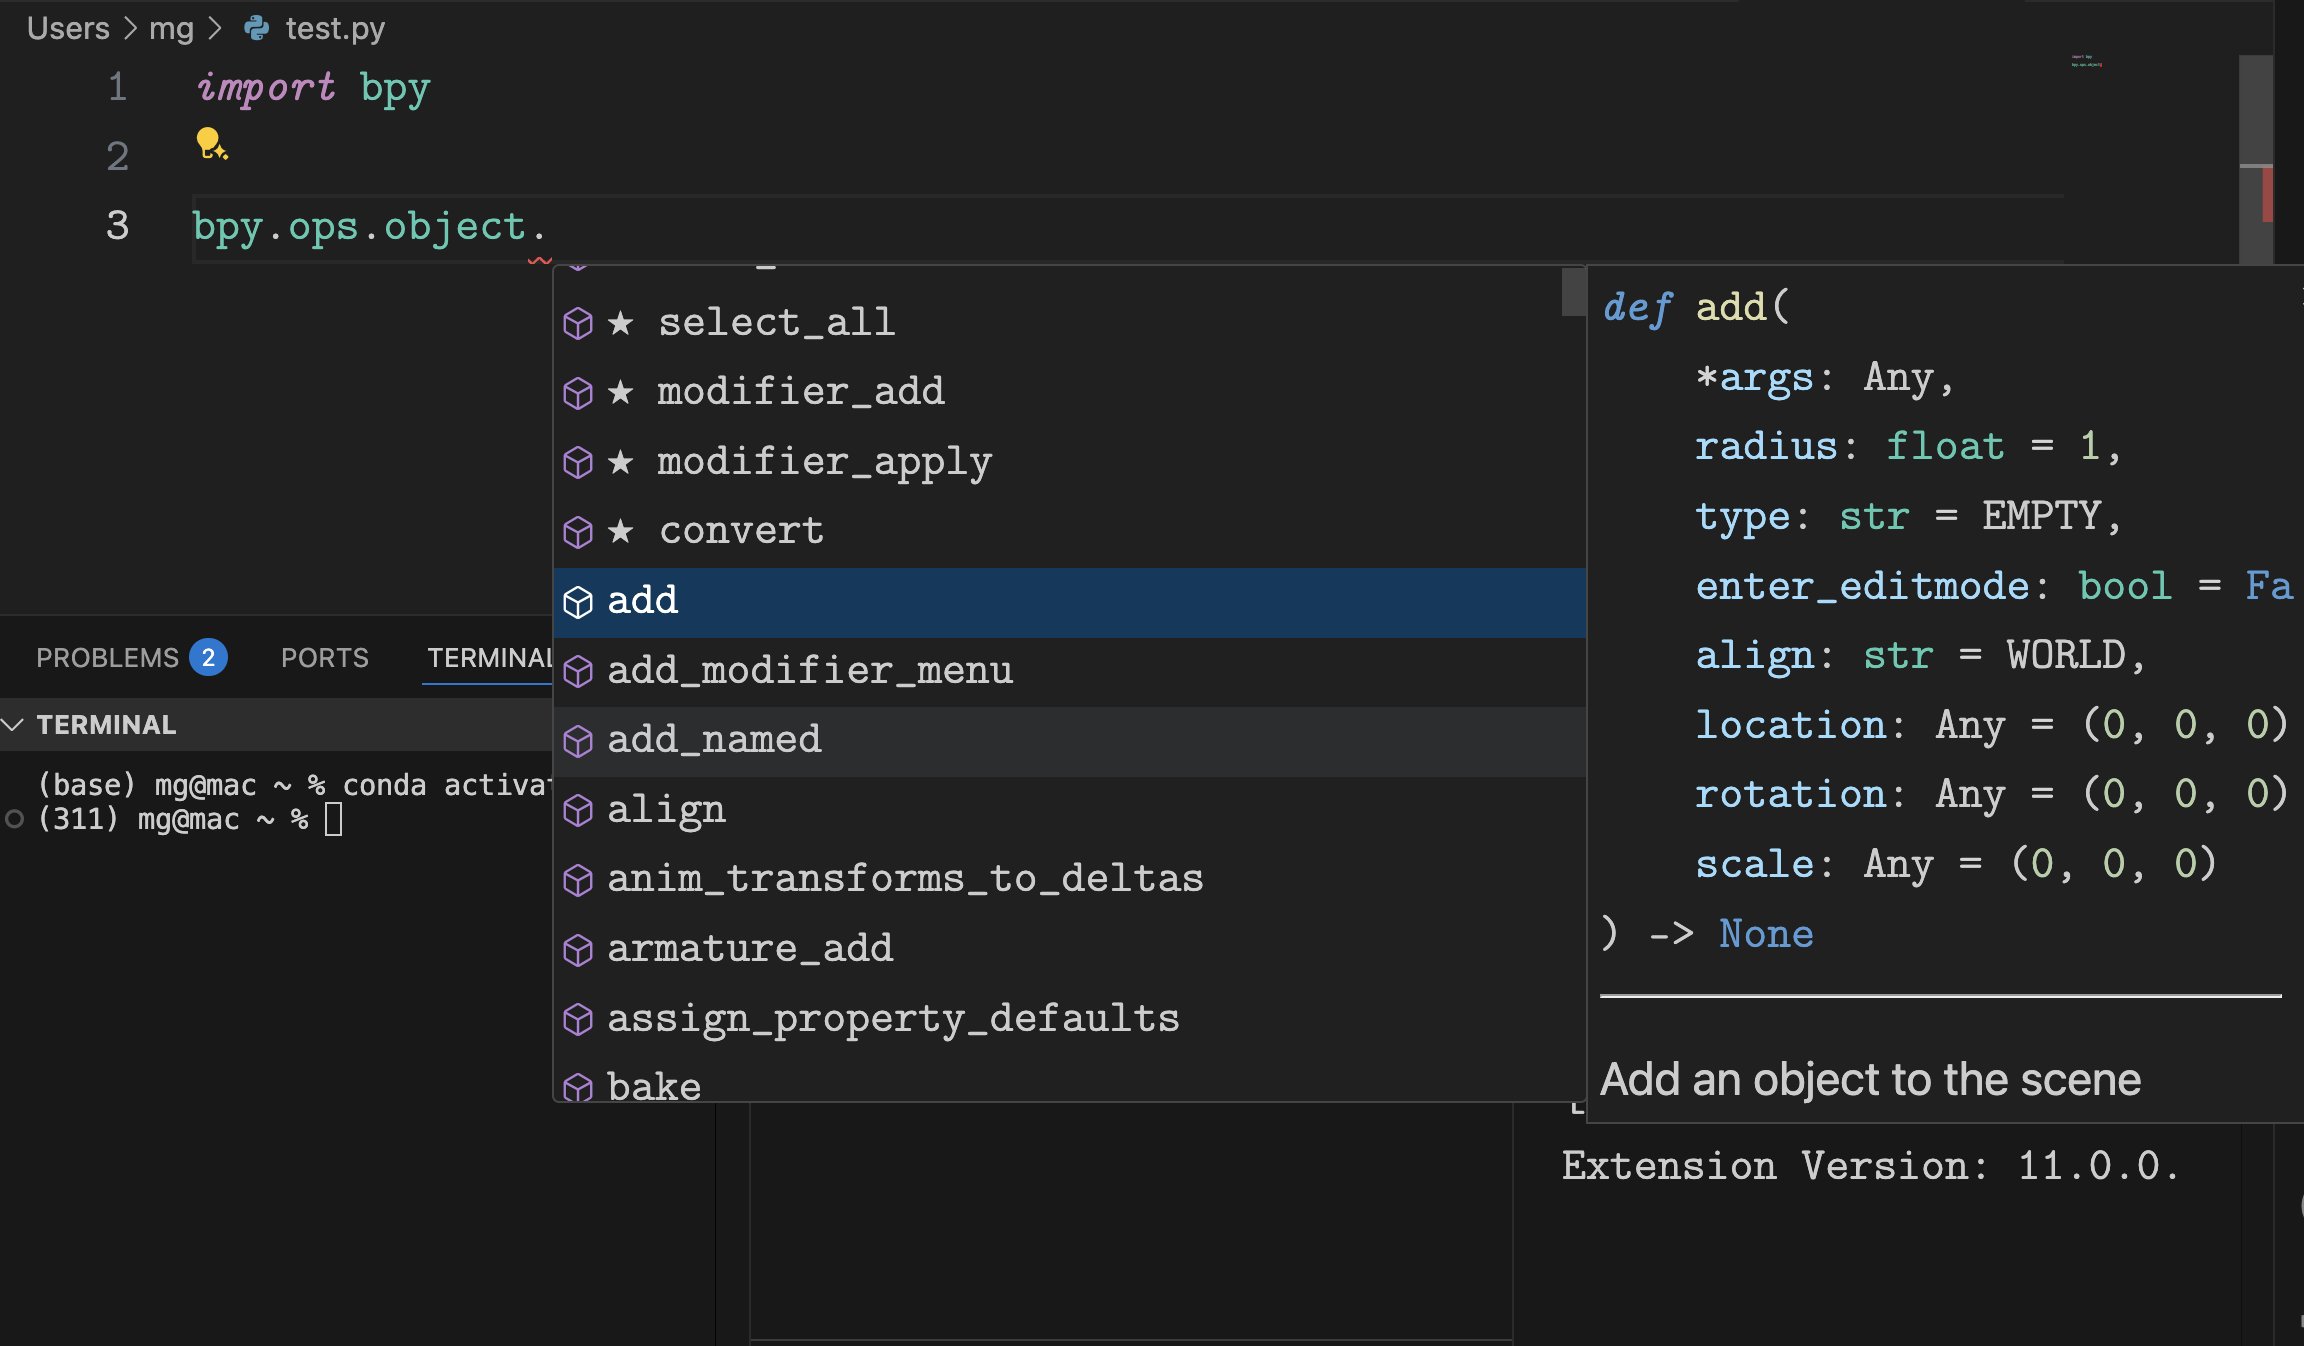 Users > mg > test.py
1 import bpy
2
3 bpy.ops.object.
★ select_all
★ modifier_add
★ modifier_apply
★ convert
add
add_modifier_menu
add_named
align
anim_transforms_to_deltas
armature_add
assign_property_defaults
bake
def add(
*args: Any,
radius: float = 1,
type: str = EMPTY,
enter_editmode: bool = Fa
align: str = WORLD,
location: Any = (0, 0, 0)
rotation: Any = (0, 0, 0)
scale: Any = (0, 0, 0)
) -> None
Add an object to the scene
PROBLEMS 2 PORTS TERMINAL
TERMINAL
(base) mg@mac ~ % conda activat
(311) mg@mac ~ %
Extension Version: 11.0.0.